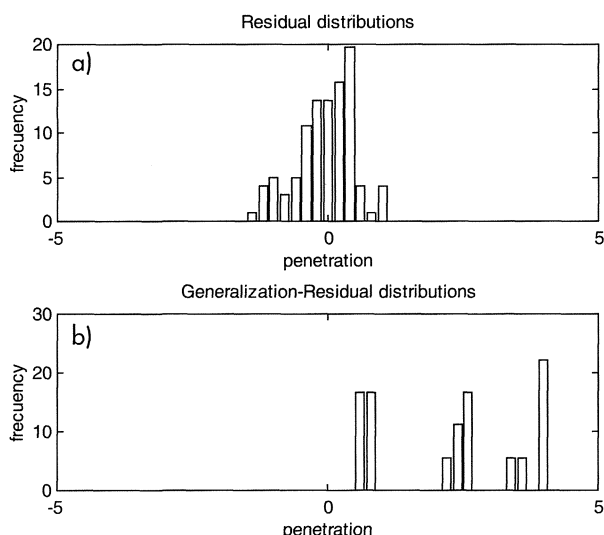 Residual distributions
a)
20
15
10
5
0
frecuency
-5
0
5
penetration
Generalization-Residual distributions
b)
30
20
10
0
frecuency
-5
0
5
penetration